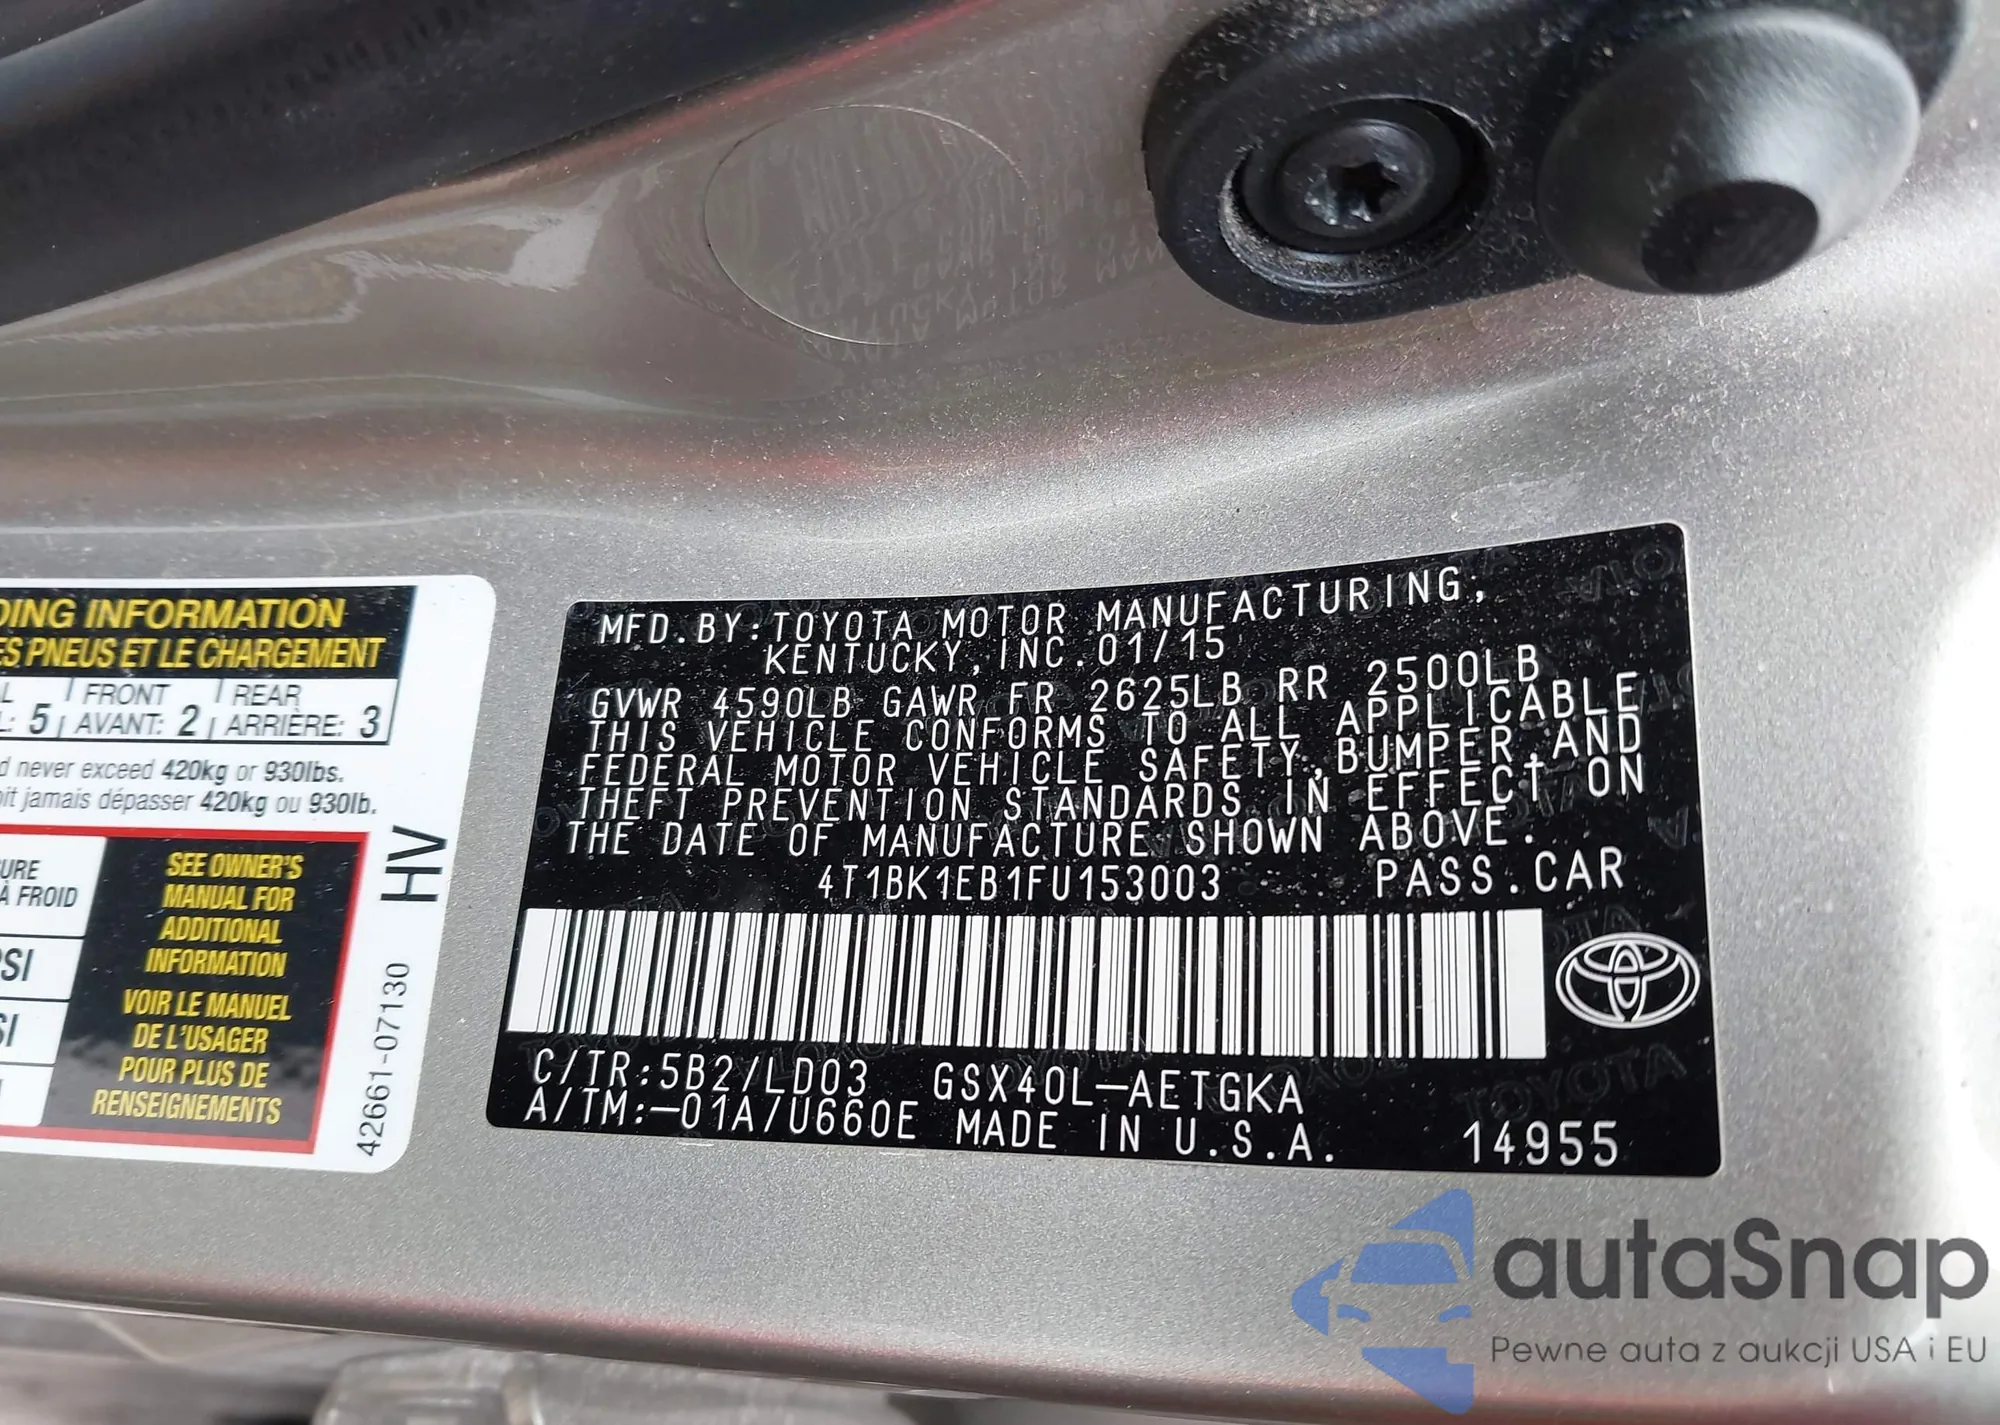 DING INFORMATION
ES PNEUS ET LE CHARGEMENT
L | FRONT | REAR
L: 5 | AVANT: 2 | ARRIÈRE: 3
d never exceed 420kg or 930lbs.
oit jamais dépasser 420kg ou 930lb.
URE
À FROID
SI
SI
SEE OWNER'S
MANUAL FOR
ADDITIONAL
INFORMATION
VOIR LE MANUEL
DE L'USAGER
POUR PLUS DE
RENSEIGNEMENTS
HV
42661-07130
MFD.BY:TOYOTA MOTOR MANUFACTURING,
KENTUCKY, INC.01/15
GVWR 4590LB GAWR FR 2625LB RR 2500LB
THIS VEHICLE CONFORMS TO ALL APPLICABLE
FEDERAL MOTOR VEHICLE SAFETY,BUMPER,AND
THEFT PREVENTION STANDARDS IN EFFECT ON
THE DATE OF MANUFACTURE SHOWN ABOVE.
4T1BK1EB1FU153003 PASS.CAR
C/TR:5B2/LD03 GSX40L-AETGKA
A/TM:-01A/U660E MADE IN U.S.A. 14955
autaSnap
Pewne auta z aukcji USA i EU